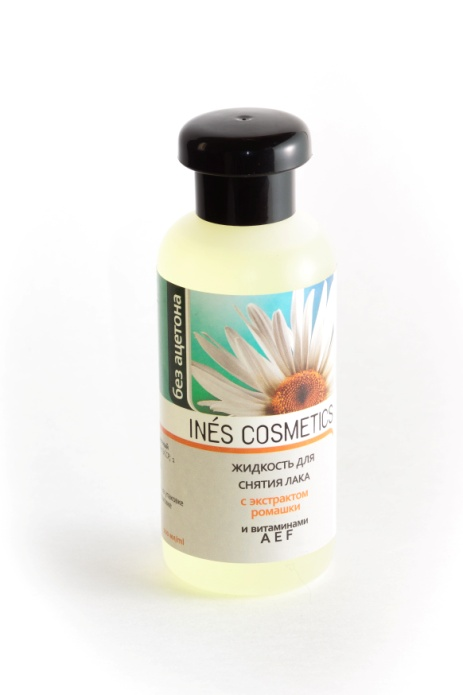 без ацетона
INÉS COSMETICS
ЖИДКОСТЬ ДЛЯ
СНЯТИЯ ЛАКА
с экстрактом
ромашки
и витаминами
A E F